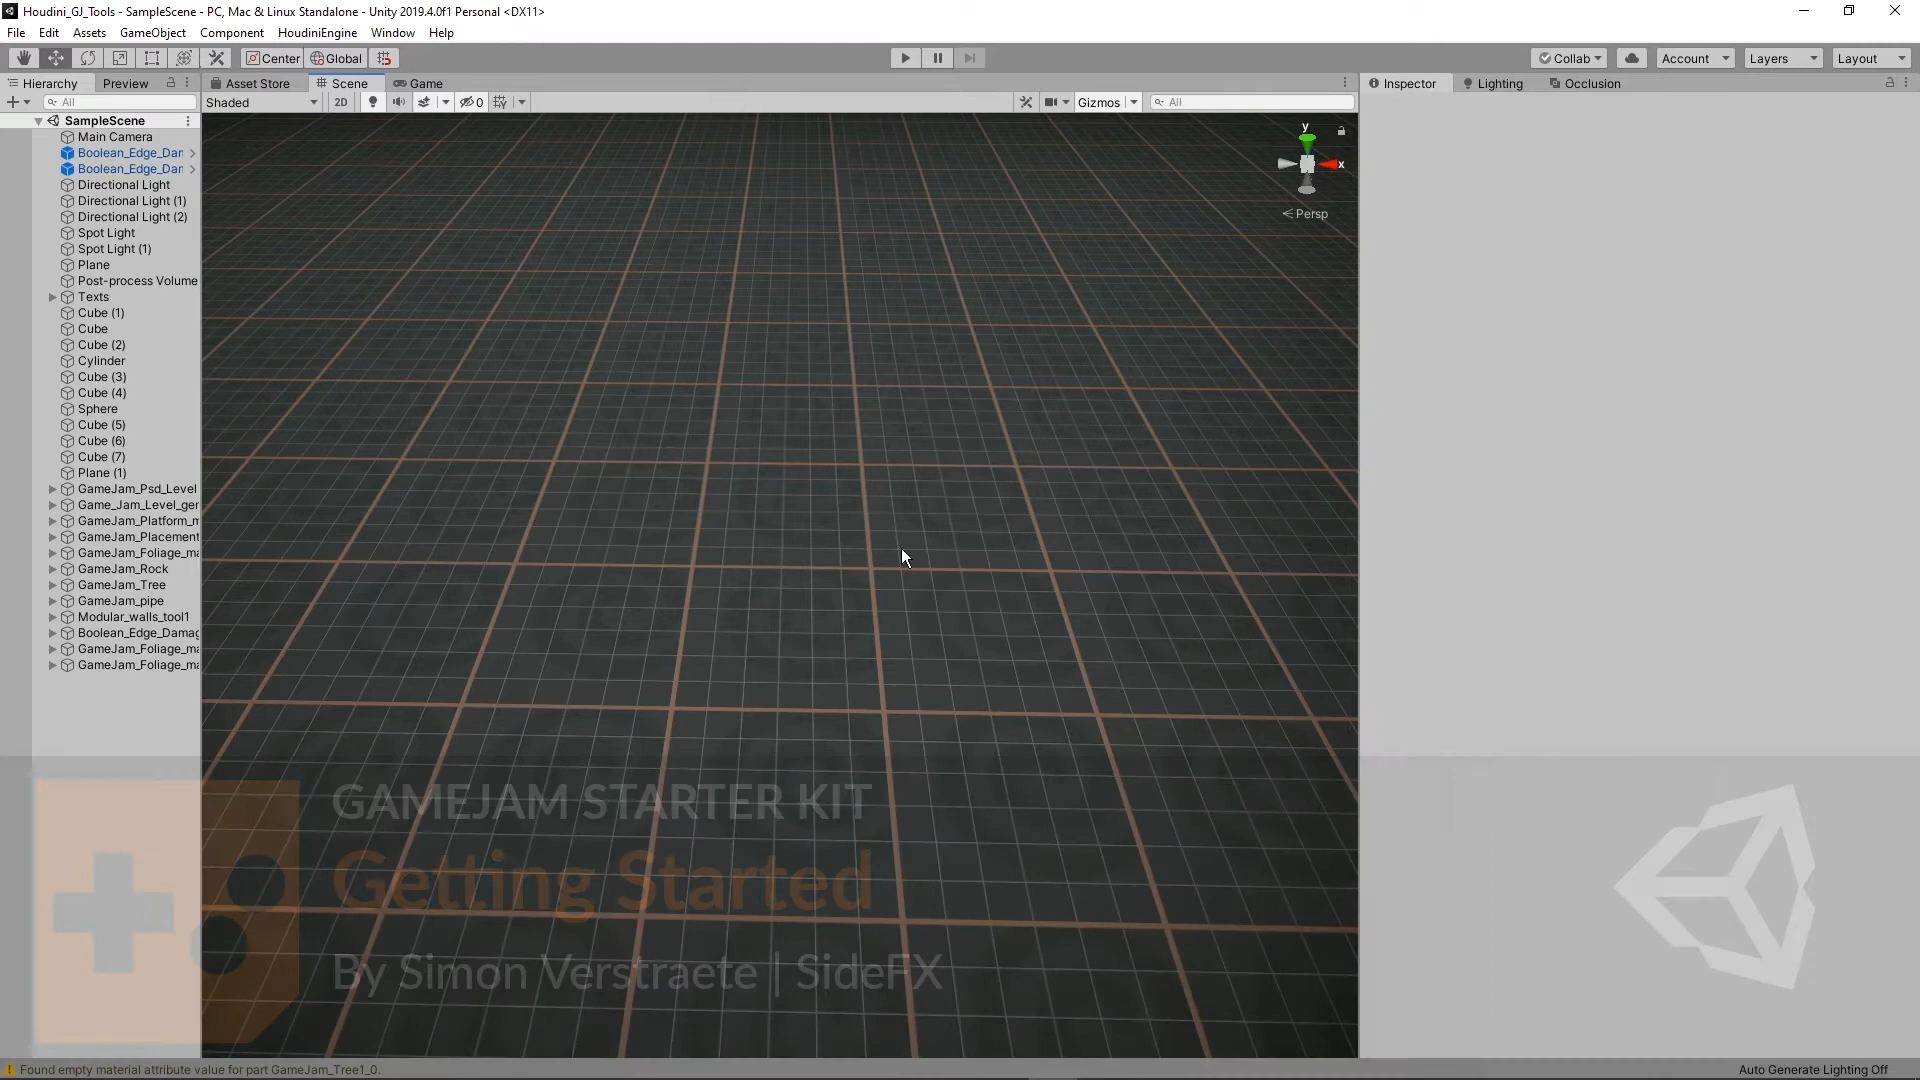 Houdini_GJ_Tools - SampleScene - PC, Mac & Linux Standalone - Unity 2019.4.0f1 Personal <DX11>
File Edit Assets GameObject Component HoudiniEngine Window Help
Center Global Collab Account Layers Layout
Hierarchy Preview Asset Store Scene Game Inspector Lighting Occlusion
All Shaded 2D 0 Gizmos All
SampleScene
Main Camera
Boolean_Edge_Dan
Boolean_Edge_Dan
Directional Light
Directional Light (1)
Directional Light (2)
Spot Light
Spot Light (1)
Plane
Post-process Volume
Texts
Cube (1)
Cube
Cube (2)
Cylinder
Cube (3)
Cube (4)
Sphere
Cube (5)
Cube (6)
Cube (7)
Plane (1)
GameJam_Psd_Level
Game_Jam_Level_ger
GameJam_Platform_m
GameJam_Placement
GameJam_Foliage_ma
GameJam_Rock
GameJam_Tree
GameJam_pipe
Modular_walls_tool1
Boolean_Edge_Damag
GameJam_Foliage_ma
GameJam_Foliage_ma
y
x
Persp
GAMEJAM STARTER KIT
Getting Started
By Simon Verstraete | SideFX
Found empty material attribute value for part GameJam_Tree1_0.
Auto Generate Lighting Off